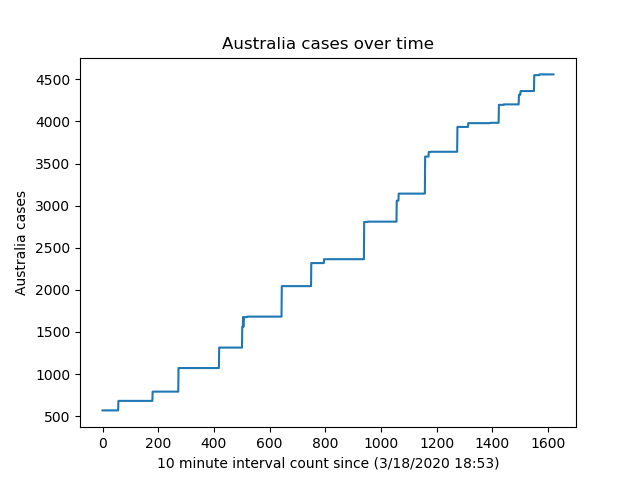 Australia cases over time
4500
4000
3500
3000
2500
2000
1500
1000
500
Australia cases
0 200 400 600 800 1000 1200 1400 1600
10 minute interval count since (3/18/2020 18:53)